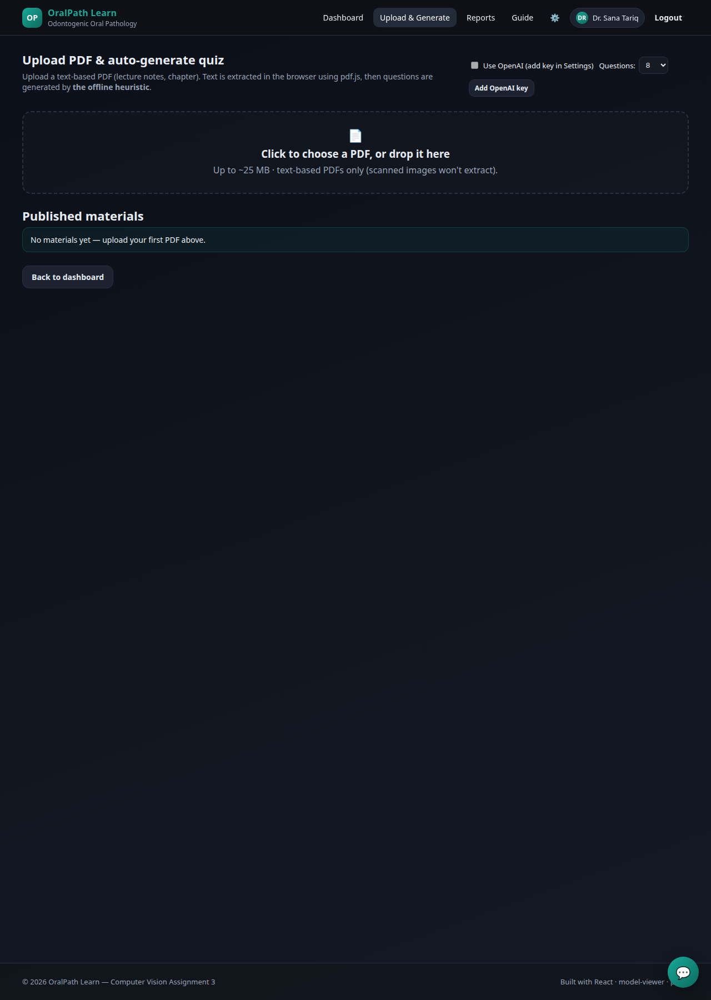 OP
OralPath Learn
Odontogenic Oral Pathology
Dashboard
Upload & Generate
Reports
Guide
DR
Dr. Sana Tariq
Logout
Upload PDF & auto-generate quiz
Upload a text-based PDF (lecture notes, chapter). Text is extracted in the browser using pdf.js, then questions are
generated by the offline heuristic.
Use OpenAI (add key in Settings)
Questions:
8
Add OpenAI key
Click to choose a PDF, or drop it here
Up to ~25 MB · text-based PDFs only (scanned images won't extract).
Published materials
No materials yet — upload your first PDF above.
Back to dashboard
© 2026 OralPath Learn — Computer Vision Assignment 3
Built with React · model-viewer ·